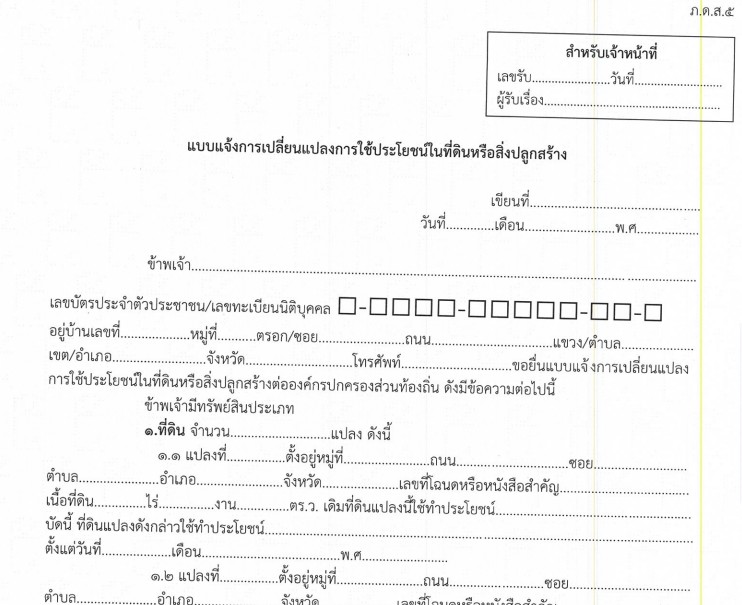 ภ.ด.ส.๕
สำหรับเจ้าหน้าที่
เลขรับ......................วันที่........................
ผู้รับเรื่อง................................................
แบบแจ้งการเปลี่ยนแปลงการใช้ประโยชน์ในที่ดินหรือสิ่งปลูกสร้าง
เขียนที่...............................................
วันที่.............เดือน........................พ.ศ.................
ข้าพเจ้า..............................................................................................................................
เลขบัตรประจำตัวประชาชน/เลขทะเบียนนิติบุคคล ☐-☐☐☐☐-☐☐☐☐☐-☐☐-☐
อยู่บ้านเลขที่...................หมู่ที่...........ตรอก/ซอย........................ถนน.........................................แขวง/ตำบล....................
เขต/อำเภอ..........................จังหวัด..............................โทรศัพท์...............................ขอยื่นแบบแจ้งการเปลี่ยนแปลง
การใช้ประโยชน์ในที่ดินหรือสิ่งปลูกสร้างต่อองค์กรปกครองส่วนท้องถิ่น ดังมีข้อความต่อไปนี้
ข้าพเจ้ามีทรัพย์สินประเภท
๑.ที่ดิน จำนวน............................แปลง ดังนี้
๑.๑ แปลงที่................ตั้งอยู่หมู่ที่........................ถนน................................ซอย..........................
ตำบล......................อำเภอ........................จังหวัด..........................เลขที่โฉนดหรือหนังสือสำคัญ....................................
เนื้อที่ดิน...............ไร่...............งาน...............ตร.ว. เดิมที่ดินแปลงนี้ใช้ทำประโยชน์......................................................
บัดนี้ ที่ดินแปลงดังกล่าวใช้ทำประโยชน์....................................................................................................................
ตั้งแต่วันที่...................เดือน.......................................พ.ศ........................
๑.๒ แปลงที่................ตั้งอยู่หมู่ที่........................ถนน................................ซอย..................................
ตำบล......................อำเภอ........................จังหวัด......................เลขที่โฉนดหรือหนังสือสำคัญ....................................